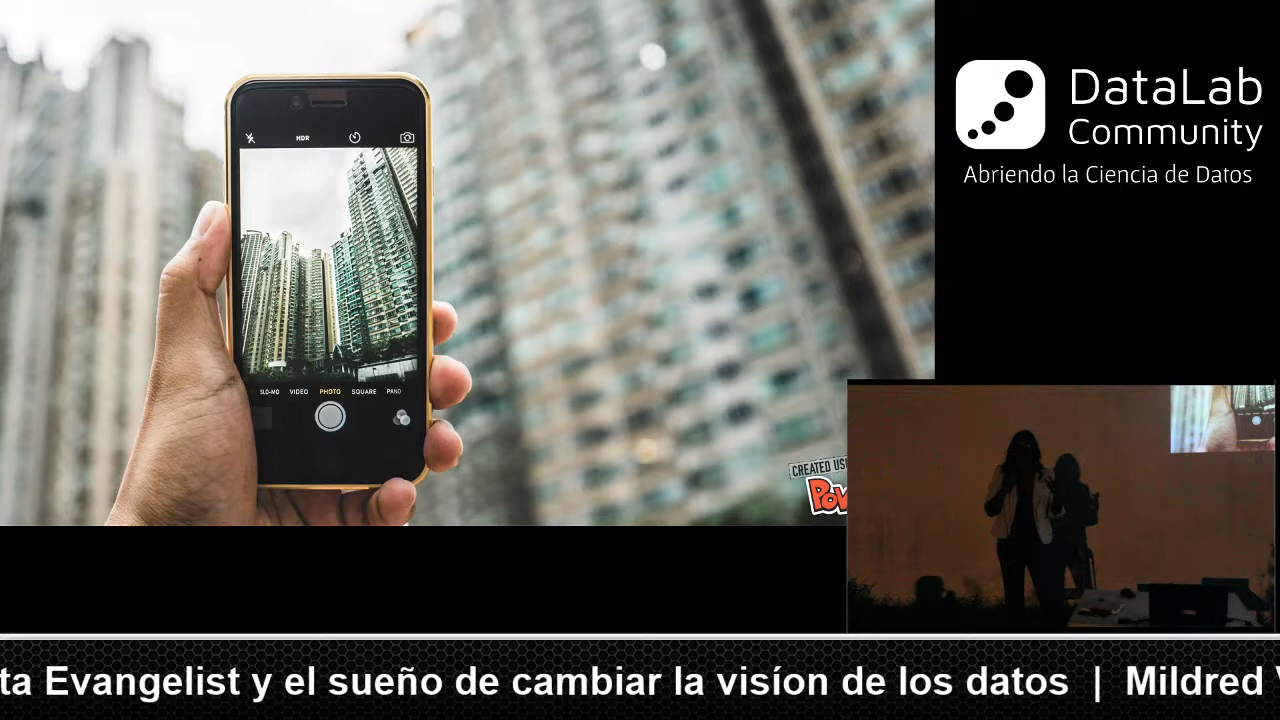 DataLab
Community
Abriendo la Ciencia de Datos
HDR
SLO-MO VIDEO PHOTO SQUARE PANO
CREATED
ta Evangelist y el sueño de cambiar la visíon de los datos | Mildred